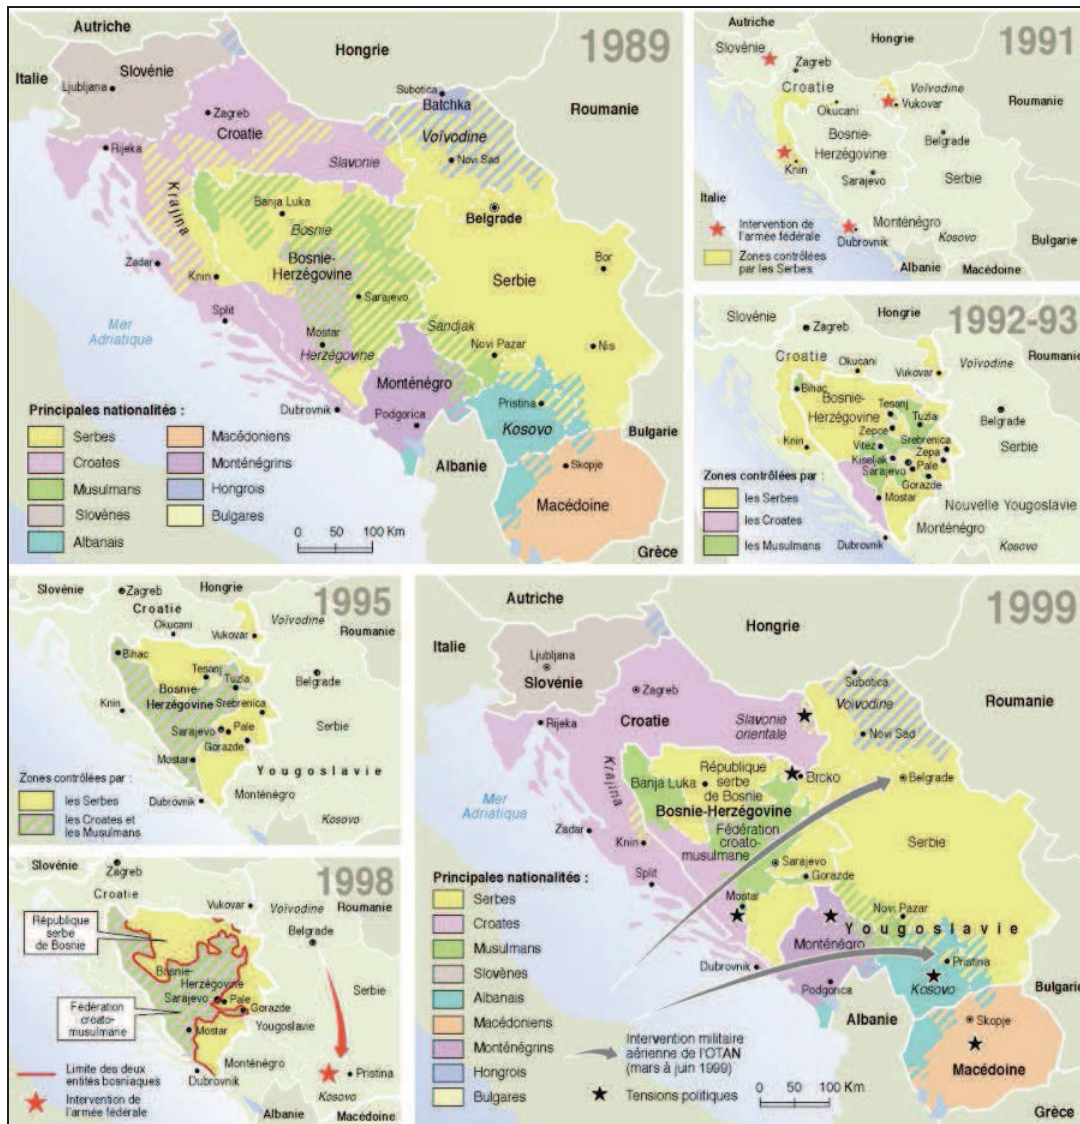 1989
Autriche
Hongrie
Italie
Slovénie
Ljubljana
Roumanie
Subotica
Batchka
Zagreb
Croatie
Voïvodine
Rijeka
Slavonie
Novi Sad
Krajina
Banja Luka
Belgrade
Bosnie
Bosnie-
Herzégovine
Bor
Zadar
Knin
Serbie
Sarajevo
Split
Mer
Adriatique
Sandjak
Mostar
Herzégovine
Novi Pazar
Nis
Monténégro
Pristina
Dubrovnik
Podgorica
Kosovo
Bulgarie
Albanie
Skopje
Macédoine
Grèce
Principales nationalités :
Serbes
Croates
Musulmans
Slovènes
Albanais
Macédoniens
Monténégrins
Hongrois
Bulgares
0 50 100 Km
1991
Autriche
Slovénie
Hongrie
Zagreb
Croatie
Voïvodine
Roumanie
Okucani
Vukovar
Bosnie-
Herzégovine
Belgrade
Knin
Sarajevo
Serbie
Italie
Monténégro
Dubrovnik
Kosovo
Bulgarie
Albanie
Macédoine
Intervention de
l'armée fédérale
Zones contrôlées
par les Serbes
1992-93
Slovénie
Hongrie
Zagreb
Roumanie
Croatie
Okucani
Voïvodine
Vukovar
Bihac
Bosnie-
Herzégovine
Tesanj
Tuzla
Belgrade
Zepce
Knin
Vitez
Srebrenica
Serbie
Kiseljak
Zepa
Sarajevo
Pale
Gorazde
Mostar
Nouvelle Yougoslavie
Monténégro
Dubrovnik
Kosovo
Zones contrôlées par :
les Serbes
les Croates
les Musulmans
1995
Slovénie
Zagreb
Hongrie
Croatie
Voïvodine
Okucani
Vukovar
Roumanie
Bihac
Tesanj
Tuzla
Bosnie-
Herzégovine
Belgrade
Knin
Srebrenica
Sarajevo
Pale
Serbie
Gorazde
Mostar
Yougoslavie
Monténégro
Dubrovnik
Kosovo
Zones contrôlées par :
les Serbes
les Croates et
les Musulmans
1998
Slovénie
Zagreb
Hongrie
Croatie
Voïvodine
Vukovar
Roumanie
République
serbe
de Bosnie
Belgrade
Bosnie-
Herzégovine
Sarajevo
Pale
Serbie
Gorazde
Fédération
croato-
musulmane
Yougoslavie
Mostar
Monténégro
Dubrovnik
Pristina
Kosovo
Albanie
Macédoine
Limite des deux
entités bosniaques
Intervention de
l'armée fédérale
1999
Autriche
Hongrie
Italie
Ljubljana
Slovénie
Roumanie
Zagreb
Subotica
Croatie
Voïvodine
Rijeka
Slavonie
orientale
Novi Sad
Krajina
Banja Luka
République
serbe
de Bosnie
Brcko
Belgrade
Bosnie-Herzégovine
Mer
Adriatique
Zadar
Knin
Fédération
croato-
musulmane
Serbie
Sarajevo
Gorazde
Split
Mostar
Novi Pazar
Yougoslavie
Monténégro
Dubrovnik
Pristina
Kosovo
Podgorica
Bulgarie
Albanie
Skopje
Macédoine
Grèce
Principales nationalités :
Serbes
Croates
Musulmans
Slovènes
Albanais
Macédoniens
Monténégrins
Hongrois
Bulgares
Intervention militaire
aérienne de l'OTAN
(mars à juin 1999)
Tensions politiques
0 50 100 Km